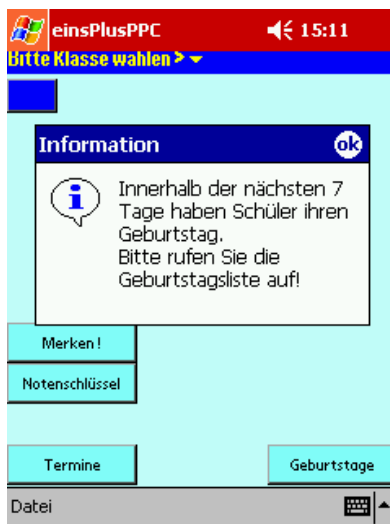 einsPlusPPC 15:11
Bitte Klasse wählen >
Information ok
Innerhalb der nächsten 7
Tage haben Schüler ihren
Geburtstag.
Bitte rufen Sie die
Geburtstagsliste auf!
Merken!
Notenschlüssel
Termine Geburtstage
Datei